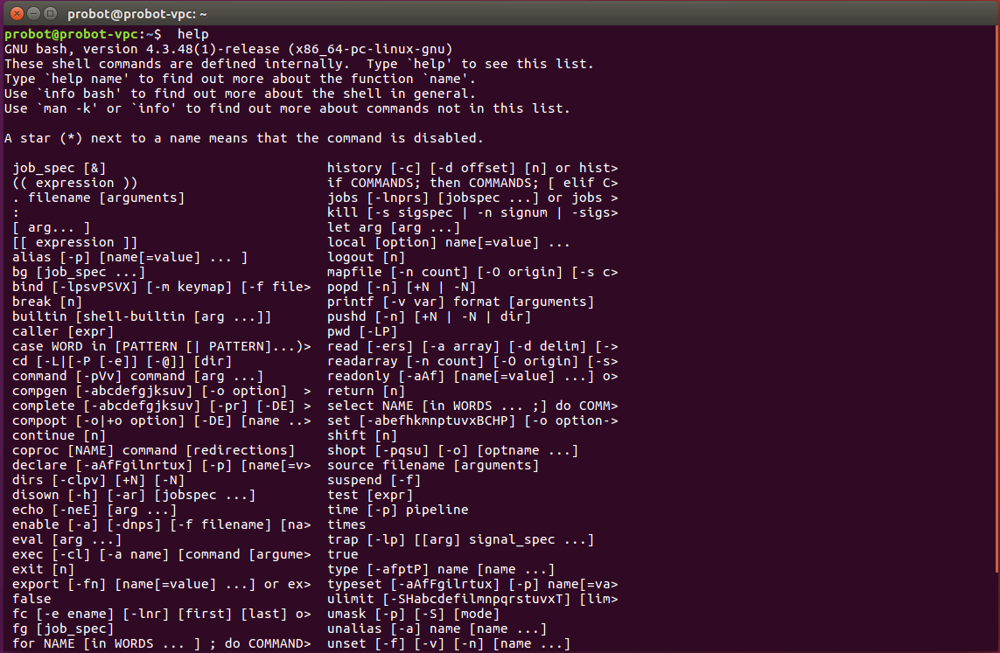 probot@probot-vpc: ~
probot@probot-vpc:~$  help
GNU bash, version 4.3.48(1)-release (x86_64-pc-linux-gnu)
These shell commands are defined internally.  Type `help' to see this list.
Type `help name' to find out more about the function `name'.
Use `info bash' to find out more about the shell in general.
Use `man -k' or `info' to find out more about commands not in this list.

A star (*) next to a name means that the command is disabled.

 job_spec [&]                            history [-c] [-d offset] [n] or hist>
 (( expression ))                        if COMMANDS; then COMMANDS; [ elif C>
 . filename [arguments]                  jobs [-lnprs] [jobspec ...] or jobs >
 :                                       kill [-s sigspec | -n signum | -sigs>
 [ arg... ]                              let arg [arg ...]
 [[ expression ]]                        local [option] name[=value] ...
 alias [-p] [name[=value] ... ]          logout [n]
 bg [job_spec ...]                       mapfile [-n count] [-O origin] [-s c>
 bind [-lpsvPSVX] [-m keymap] [-f file>  popd [-n] [+N | -N]
 break [n]                               printf [-v var] format [arguments]
 builtin [shell-builtin [arg ...]]       pushd [-n] [+N | -N | dir]
 caller [expr]                           pwd [-LP]
 case WORD in [PATTERN [| PATTERN]...)>  read [-ers] [-a array] [-d delim] [->
 cd [-L|[-P [-e]] [-@]] [dir]            readarray [-n count] [-O origin] [-s>
 command [-pVv] command [arg ...]        readonly [-aAf] [name[=value] ...] o>
 compgen [-abcdefgjksuv] [-o option]  >  return [n]
 complete [-abcdefgjksuv] [-pr] [-DE] >  select NAME [in WORDS ... ;] do COMM>
 compopt [-o|+o option] [-DE] [name ..>  set [-abefhkmnptuvxBCHP] [-o option->
 continue [n]                            shift [n]
 coproc [NAME] command [redirections]    shopt [-pqsu] [-o] [optname ...]
 declare [-aAfFgilnrtux] [-p] [name[=v>  source filename [arguments]
 dirs [-clpv] [+N] [-N]                  suspend [-f]
 disown [-h] [-ar] [jobspec ...]         test [expr]
 echo [-neE] [arg ...]                   time [-p] pipeline
 enable [-a] [-dnps] [-f filename] [na>  times
 eval [arg ...]                          trap [-lp] [[arg] signal_spec ...]
 exec [-cl] [-a name] [command [argume>  true
 exit [n]                                type [-afptP] name [name ...]
 export [-fn] [name[=value] ...] or ex>  typeset [-aAfFgilrtux] [-p] name[=va>
 false                                   ulimit [-SHabcdefilmnpqrstuvxT] [lim>
 fc [-e ename] [-lnr] [first] [last] o>  umask [-p] [-S] [mode]
 fg [job_spec]                           unalias [-a] name [name ...]
 for NAME [in WORDS ... ] ; do COMMAND>  unset [-f] [-v] [-n] [name ...]